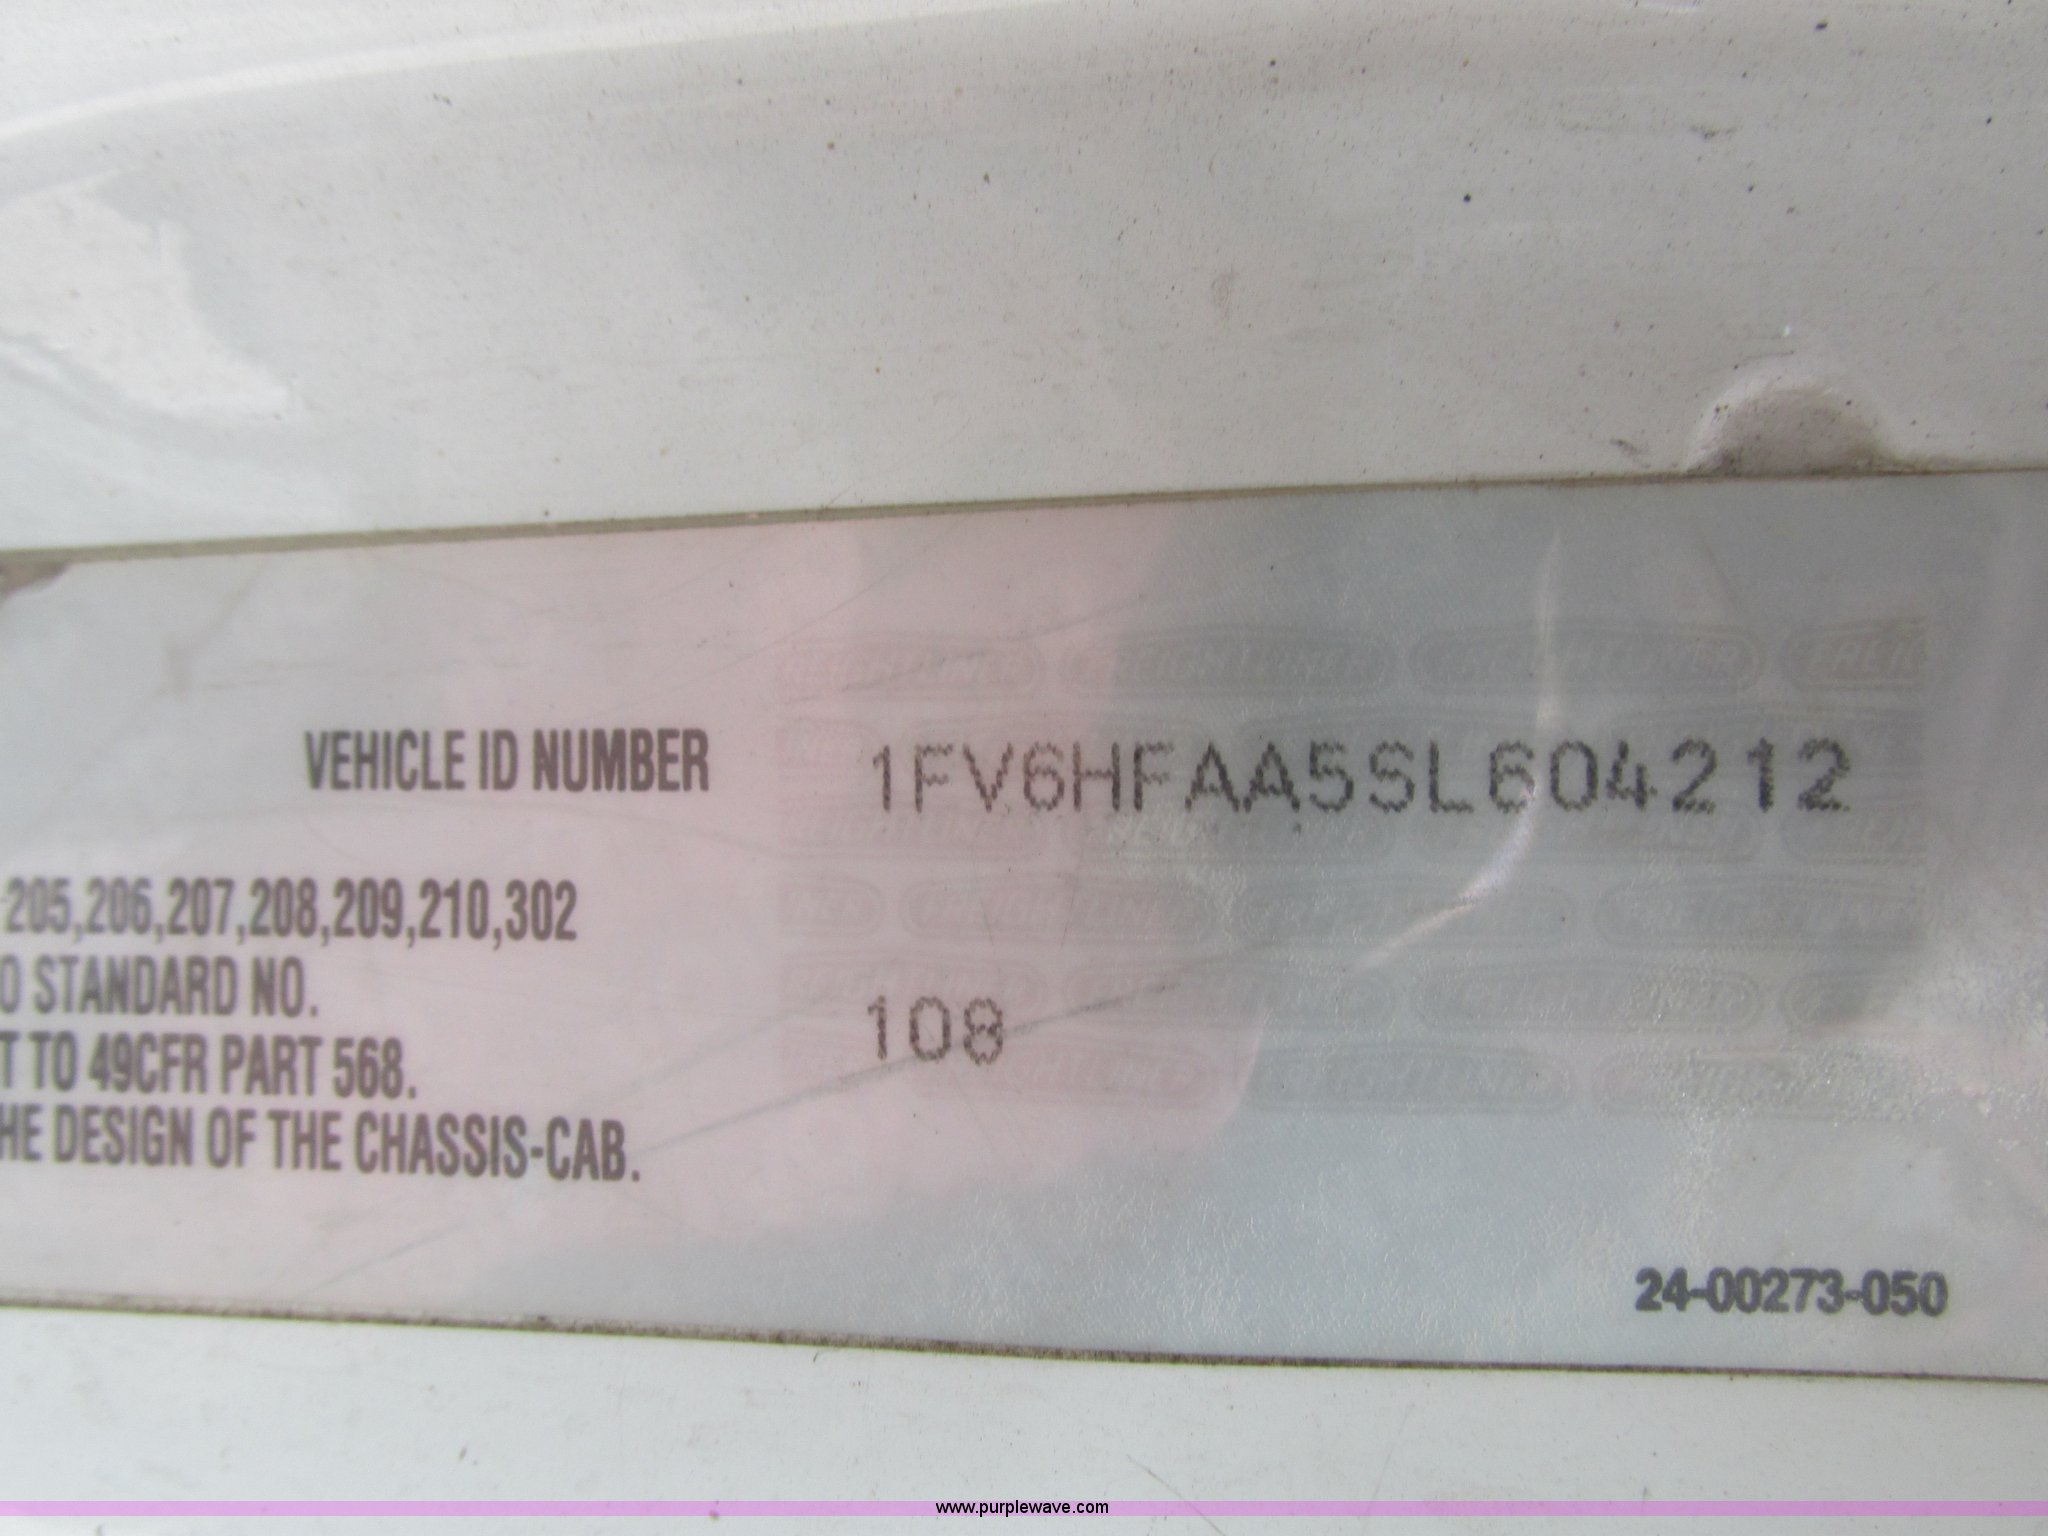 VEHICLE ID NUMBER 1FV6HFAA5SL604212
205,206,207,208,209,210,302
0 STANDARD NO. 108
T TO 49CFR PART 568.
HE DESIGN OF THE CHASSIS-CAB.
24-00273-050
www.purplewave.com